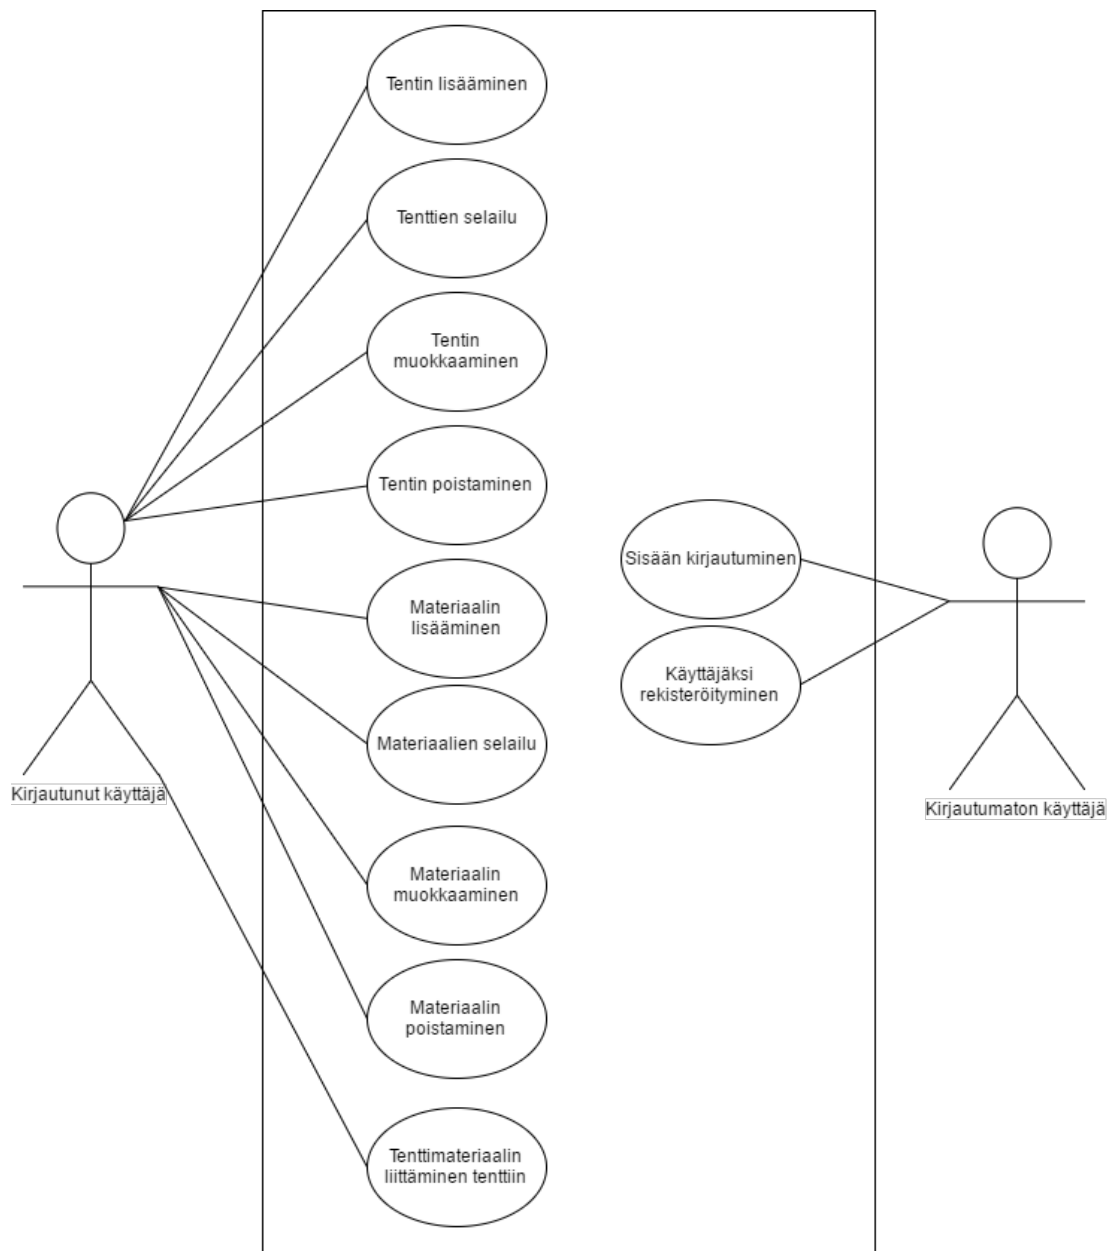 Tentin lisääminen
Tenttien selailu
Tentin
muokkaaminen
Tentin poistaminen
Materiaalin
lisääminen
Materiaalien selailu
Materiaalin
muokkaaminen
Materiaalin
poistaminen
Tenttimateriaalin
liittäminen tenttiin
Kirjautunut käyttäjä
Sisään kirjautuminen
Käyttäjäksi
rekisteröityminen
Kirjautumaton käyttäjä